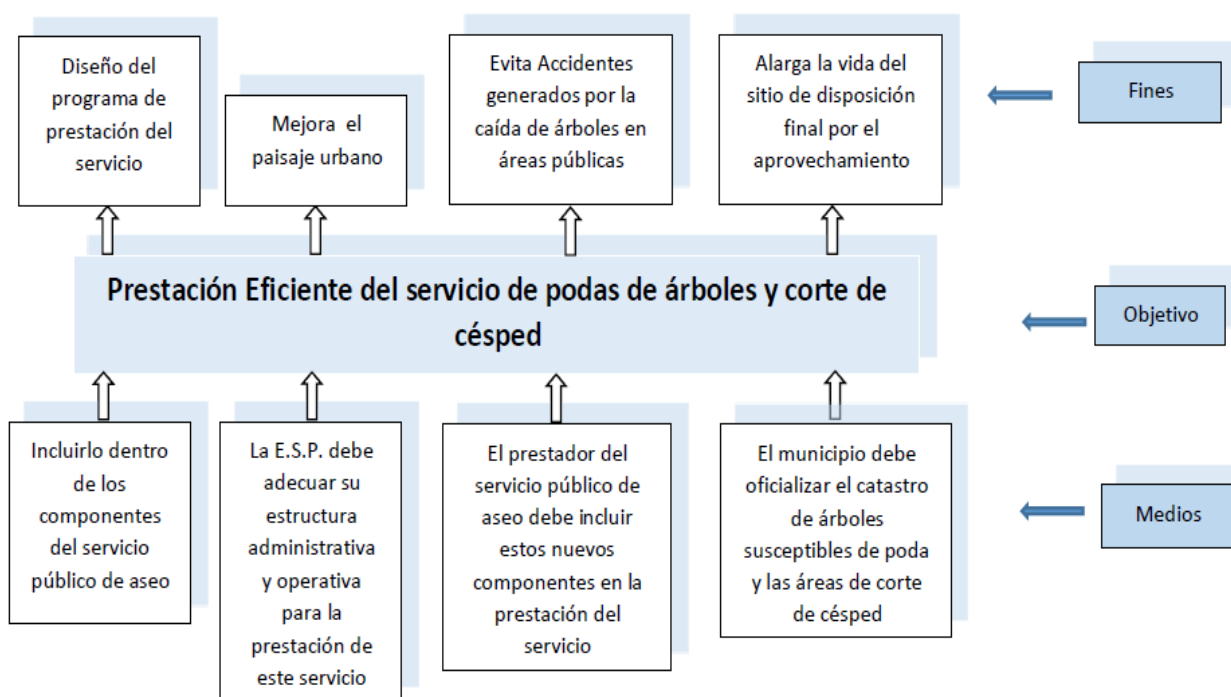 Diseño del
programa de
prestación del
servicio
Mejora el
paisaje urbano
Evita Accidentes
generados por la
caída de árboles en
áreas públicas
Alarga la vida del
sitio de disposición
final por el
aprovechamiento
Fines
Prestación Eficiente del servicio de podas de árboles y corte de
césped
Objetivo
Incluirlo dentro
de los
componentes
del servicio
público de aseo
La E.S.P. debe
adecuar su
estructura
administrativa
y operativa
para la
prestación de
este servicio
El prestador del
servicio público de
aseo debe incluir
estos nuevos
componentes en la
prestación del
servicio
El municipio debe
oficializar el catastro
de árboles
susceptibles de poda
y las áreas de corte
de césped
Medios